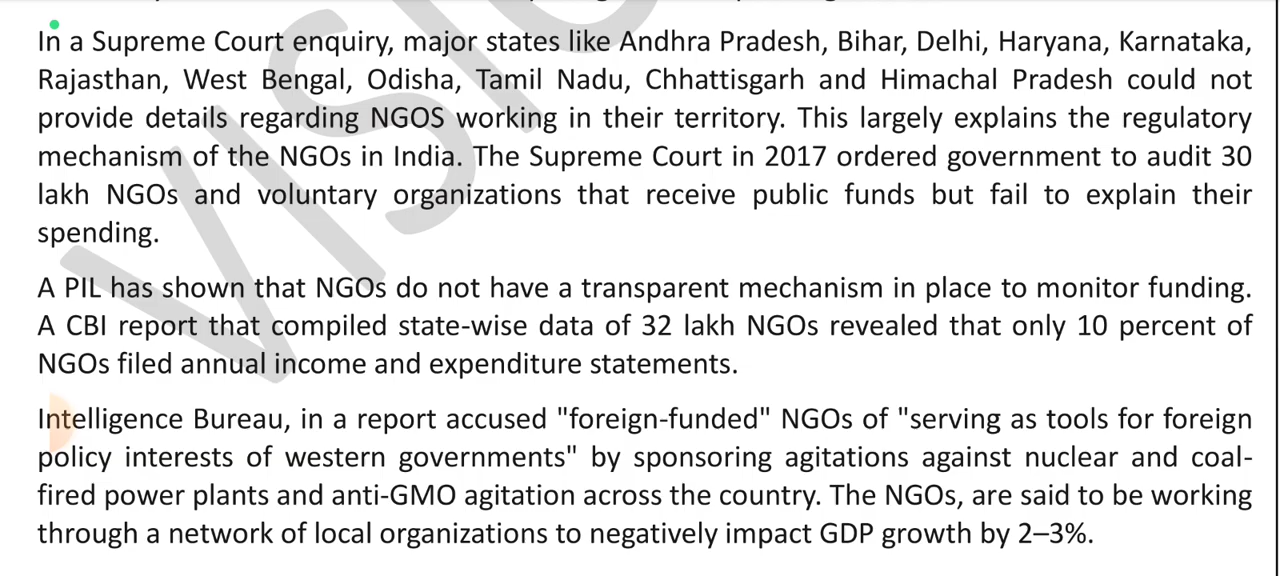 In a Supreme Court enquiry, major states like Andhra Pradesh, Bihar, Delhi, Haryana, Karnataka,
Rajasthan, West Bengal, Odisha, Tamil Nadu, Chhattisgarh and Himachal Pradesh could not
provide details regarding NGOS working in their territory. This largely explains the regulatory
mechanism of the NGOs in India. The Supreme Court in 2017 ordered government to audit 30
lakh NGOs and voluntary organizations that receive public funds but fail to explain their
spending.
A PIL has shown that NGOs do not have a transparent mechanism in place to monitor funding.
A CBI report that compiled state-wise data of 32 lakh NGOs revealed that only 10 percent of
NGOs filed annual income and expenditure statements.
Intelligence Bureau, in a report accused "foreign-funded" NGOs of "serving as tools for foreign
policy interests of western governments" by sponsoring agitations against nuclear and coal-
fired power plants and anti-GMO agitation across the country. The NGOs, are said to be working
through a network of local organizations to negatively impact GDP growth by 2–3%.